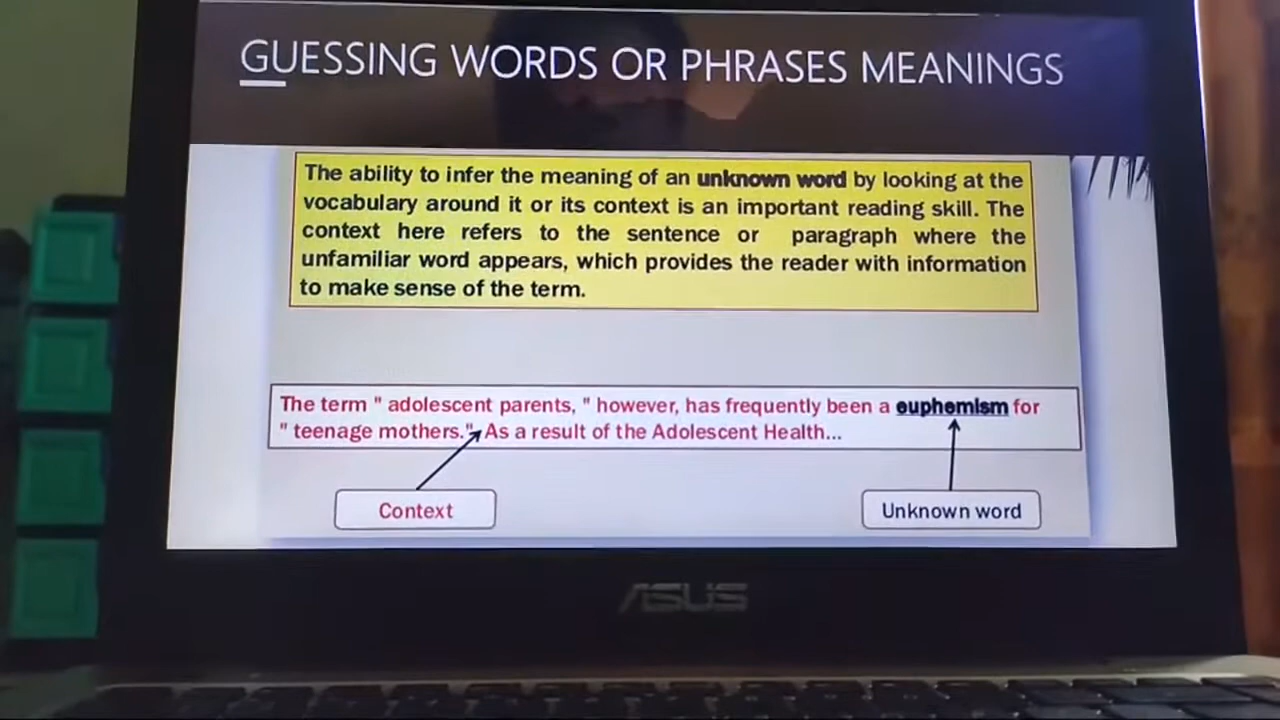 GUESSING WORDS OR PHRASES MEANINGS
The ability to infer the meaning of an unknown word by looking at the
vocabulary around it or its context is an important reading skill. The
context here refers to the sentence or paragraph where the
unfamiliar word appears, which provides the reader with information
to make sense of the term.
The term " adolescent parents, " however, has frequently been a euphemism for
" teenage mothers." As a result of the Adolescent Health...
Context
Unknown word
ASUS